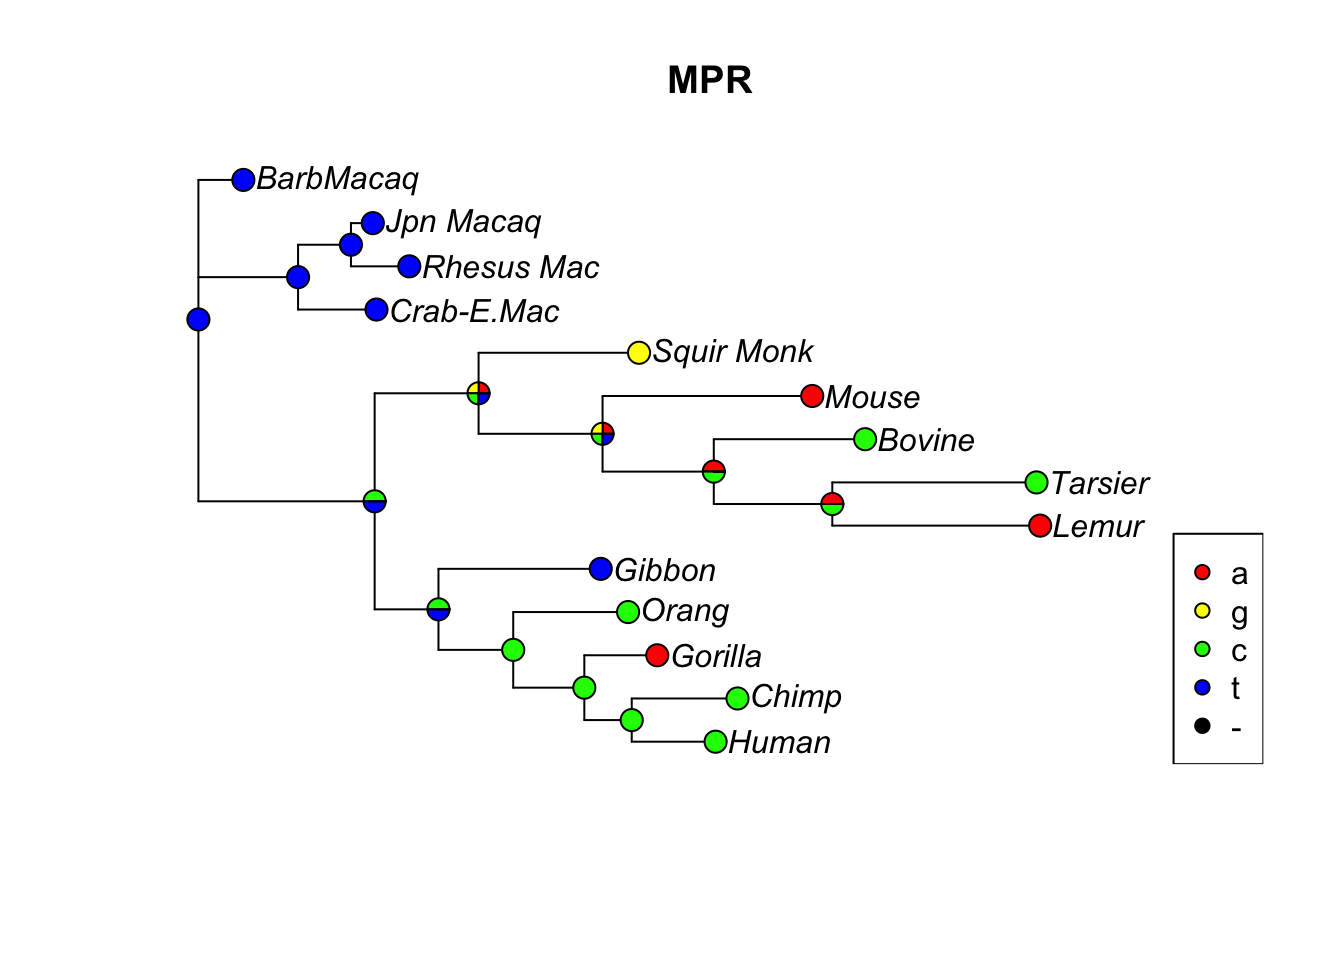 MPR
BarbMacaq
Jpn Macaq
Rhesus Mac
Crab-E.Mac
Squir Monk
Mouse
Bovine
Tarsier
Lemur
Gibbon
Orang
Gorilla
Chimp
Human
a
g
c
t
-